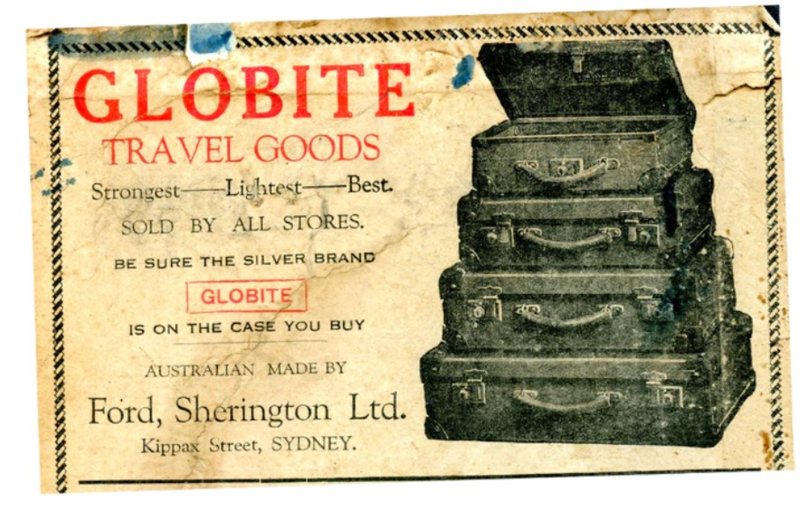 GLOBITE
TRAVEL GOODS
Strongest—Lightest—Best.
SOLD BY ALL STORES.
BE SURE THE SILVER BRAND
GLOBITE
IS ON THE CASE YOU BUY
AUSTRALIAN MADE BY
Ford, Sherington Ltd.
Kippax Street, SYDNEY.